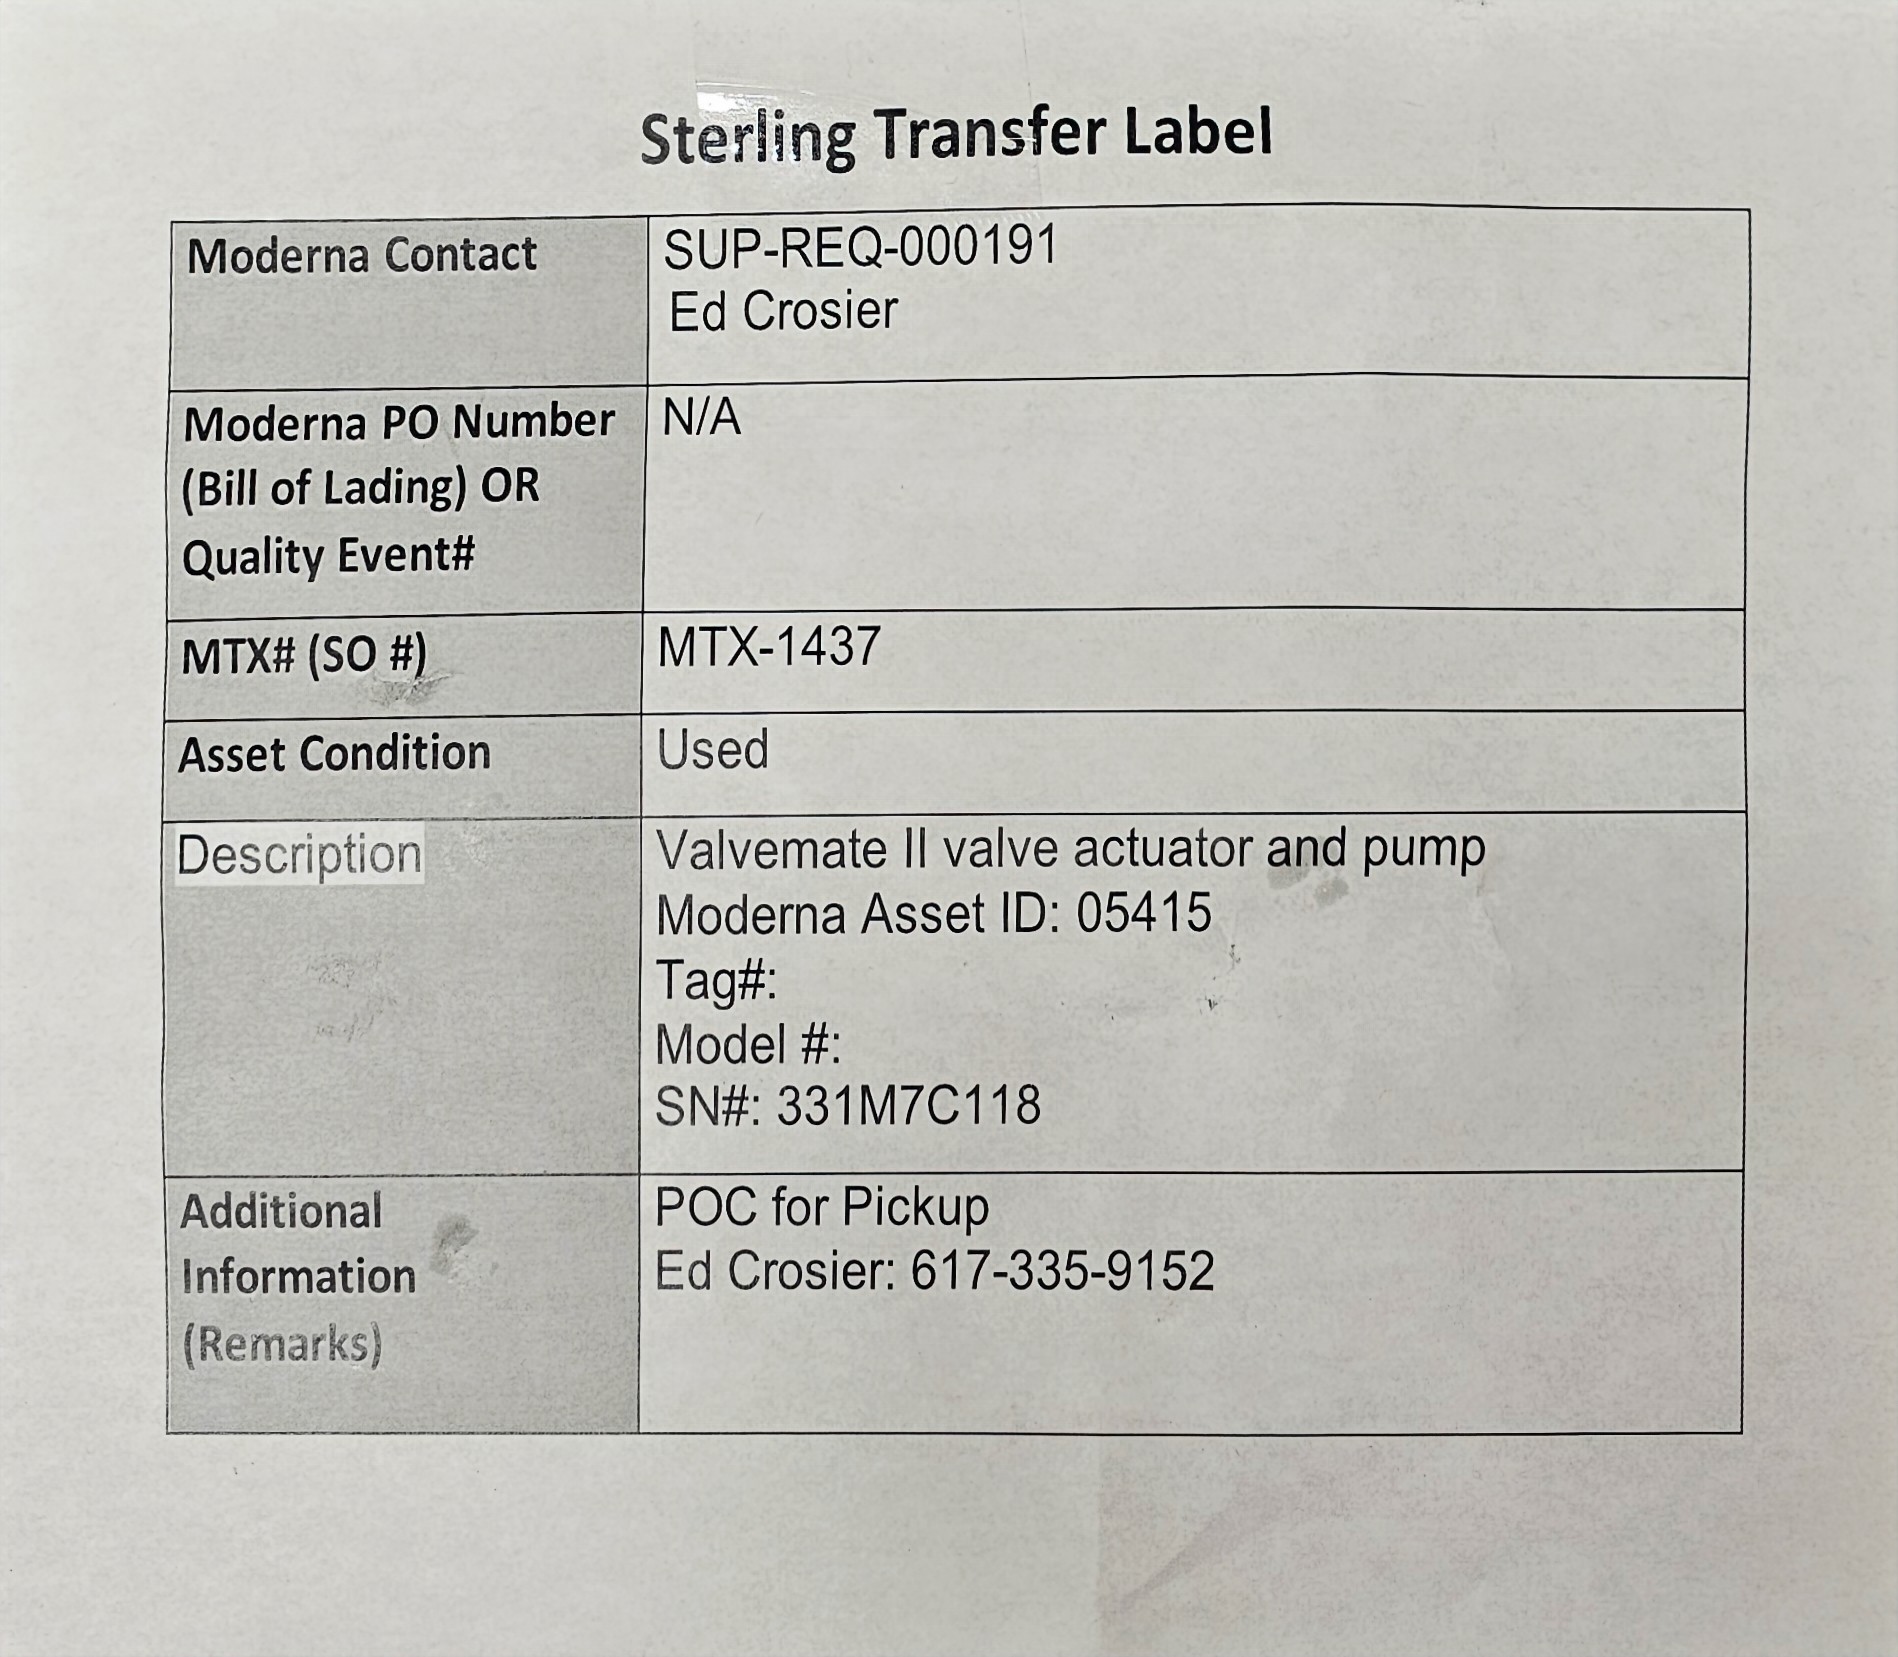 Sterling Transfer Label
Moderna Contact
SUP-REQ-000191
Ed Crosier
Moderna PO Number
(Bill of Lading) OR
Quality Event#
N/A
MTX# (SO #)
MTX-1437
Asset Condition
Used
Description
Valvemate II valve actuator and pump
Moderna Asset ID: 05415
Tag#:
Model #:
SN#: 331M7C118
Additional
Information
(Remarks)
POC for Pickup
Ed Crosier: 617-335-9152